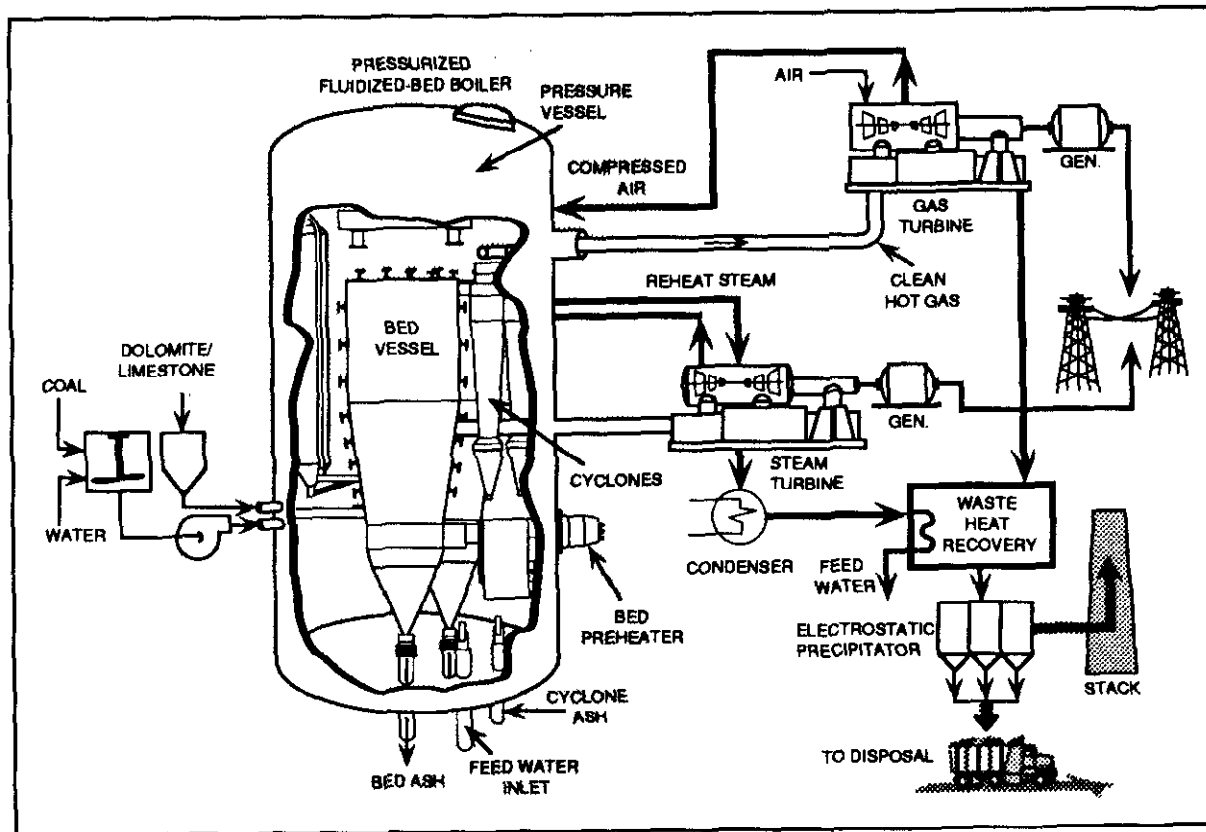 PRESSURIZED
FLUIDIZED-BED BOILER
PRESSURE
VESSEL
AIR
COMPRESSED
AIR
GEN.
GAS
TURBINE
CLEAN
HOT GAS
REHEAT STEAM
BED
VESSEL
DOLOMITE/
LIMESTONE
COAL
WATER
CYCLONES
GEN.
STEAM
TURBINE
CONDENSER
WASTE
HEAT
RECOVERY
FEED
WATER
BED
PREHEATER
ELECTROSTATIC
PRECIPITATOR
STACK
CYCLONE
ASH
BED ASH
FEED WATER
INLET
TO DISPOSAL